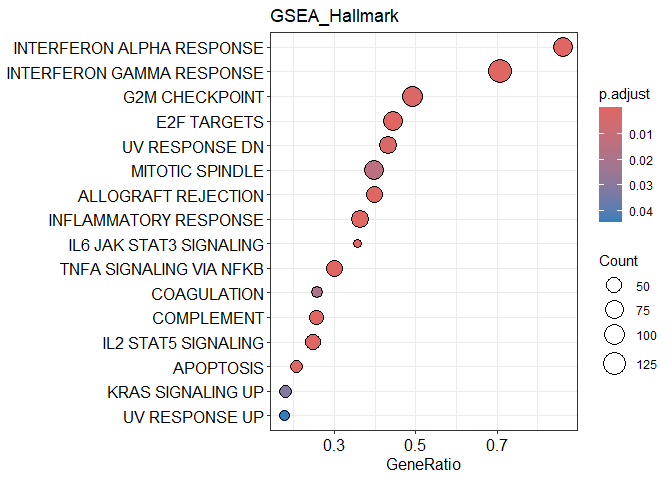 GSEA_Hallmark
INTERFERON ALPHA RESPONSE
INTERFERON GAMMA RESPONSE
G2M CHECKPOINT
E2F TARGETS
UV RESPONSE DN
MITOTIC SPINDLE
ALLOGRAFT REJECTION
INFLAMMATORY RESPONSE
IL6 JAK STAT3 SIGNALING
TNFA SIGNALING VIA NFKB
COAGULATION
COMPLEMENT
IL2 STAT5 SIGNALING
APOPTOSIS
KRAS SIGNALING UP
UV RESPONSE UP
0.3 0.5 0.7
GeneRatio
p.adjust
0.01
0.02
0.03
0.04
Count
50
75
100
125